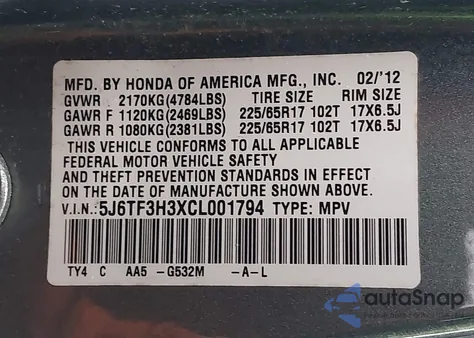 MFD. BY HONDA OF AMERICA MFG., INC. 02/'12
GVWR 2170KG(4784LBS) TIRE SIZE RIM SIZE
GAWR F 1120KG(2469LBS) 225/65R17 102T 17X6.5J
GAWR R 1080KG(2381LBS) 225/65R17 102T 17X6.5J
THIS VEHICLE CONFORMS TO ALL APPLICABLE
FEDERAL MOTOR VEHICLE SAFETY
AND THEFT PREVENTION STANDARDS IN EFFECT
ON THE DATE OF MANUFACTURE SHOWN ABOVE.
V.I.N.:5J6TF3H3XCL001794 TYPE: MPV
TY4 C AA5 -G532M -A-L
autoSnap